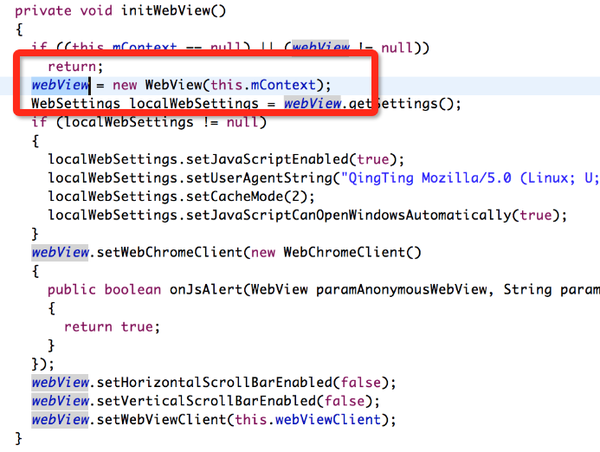 private void initWebView()
{
if ((this.mContext == null) || (webView != null))
return;
webView = new WebView(this.mContext);
WebSettings localWebSettings = webView.getSettings();
if (localWebSettings != null)
{
localWebSettings.setJavaScriptEnabled(true);
localWebSettings.setUserAgentString("QingTing Mozilla/5.0 (Linux; U;
localWebSettings.setCacheMode(2);
localWebSettings.setJavaScriptCanOpenWindowsAutomatically(true);
}
webView.setWebChromeClient(new WebChromeClient()
{
public boolean onJsAlert(WebView paramAnonymousWebView, String param
{
return true;
}
});
webView.setHorizontalScrollBarEnabled(false);
webView.setVerticalScrollBarEnabled(false);
webView.setWebViewClient(this.webViewClient);
}